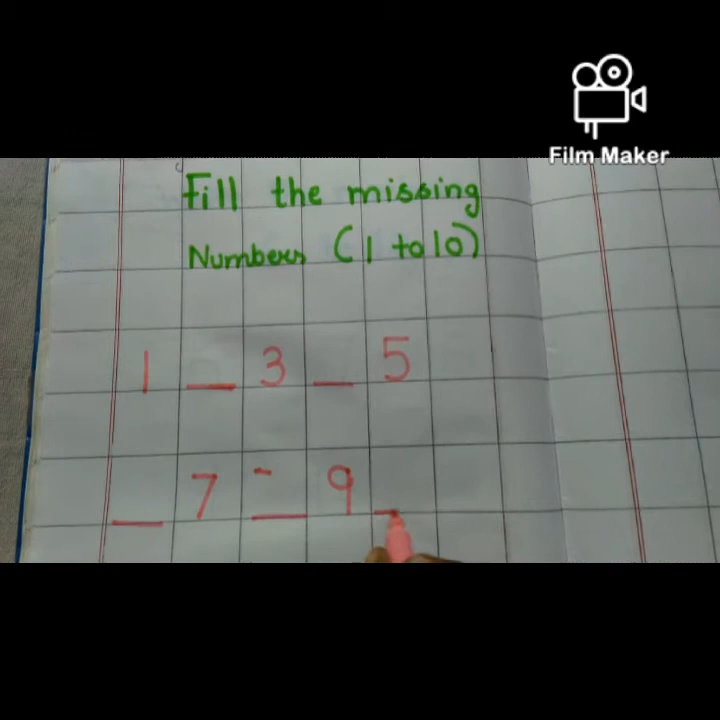 Film Maker
Fill the missing
Numbers (1 to 10)
1 _ 3 _ 5
_ 7 _ 9 _